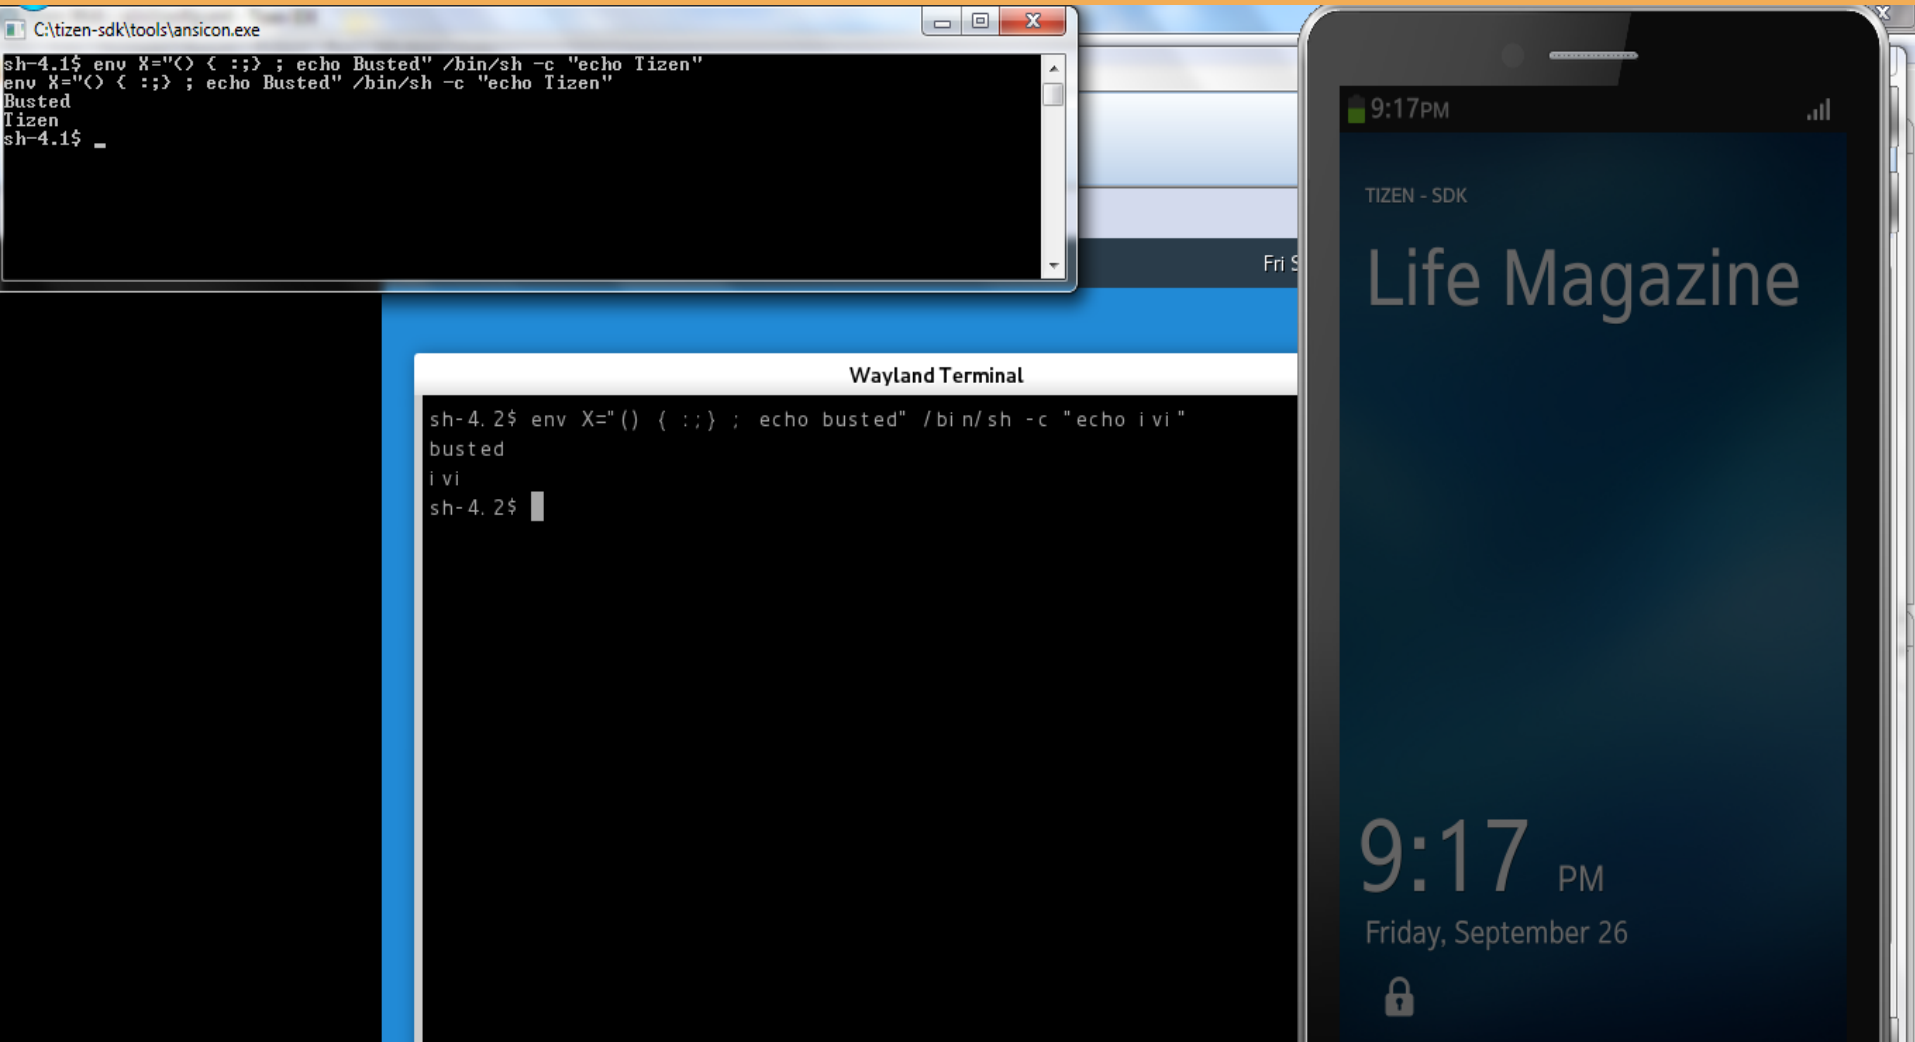 C:\tizen-sdk\tools\ansicon.exe
sh-4.1$ env X="() { :;} ; echo Busted" /bin/sh -c "echo Tizen"
env X="() { :;} ; echo Busted" /bin/sh -c "echo Tizen"
Busted
Tizen
sh-4.1$
Fri
Wayland Terminal
sh-4.2$ env X="() { :;} ; echo busted" /bin/sh -c "echo ivi"
busted
ivi
sh-4.2$
9:17PM
TIZEN - SDK
Life Magazine
9:17 PM
Friday, September 26